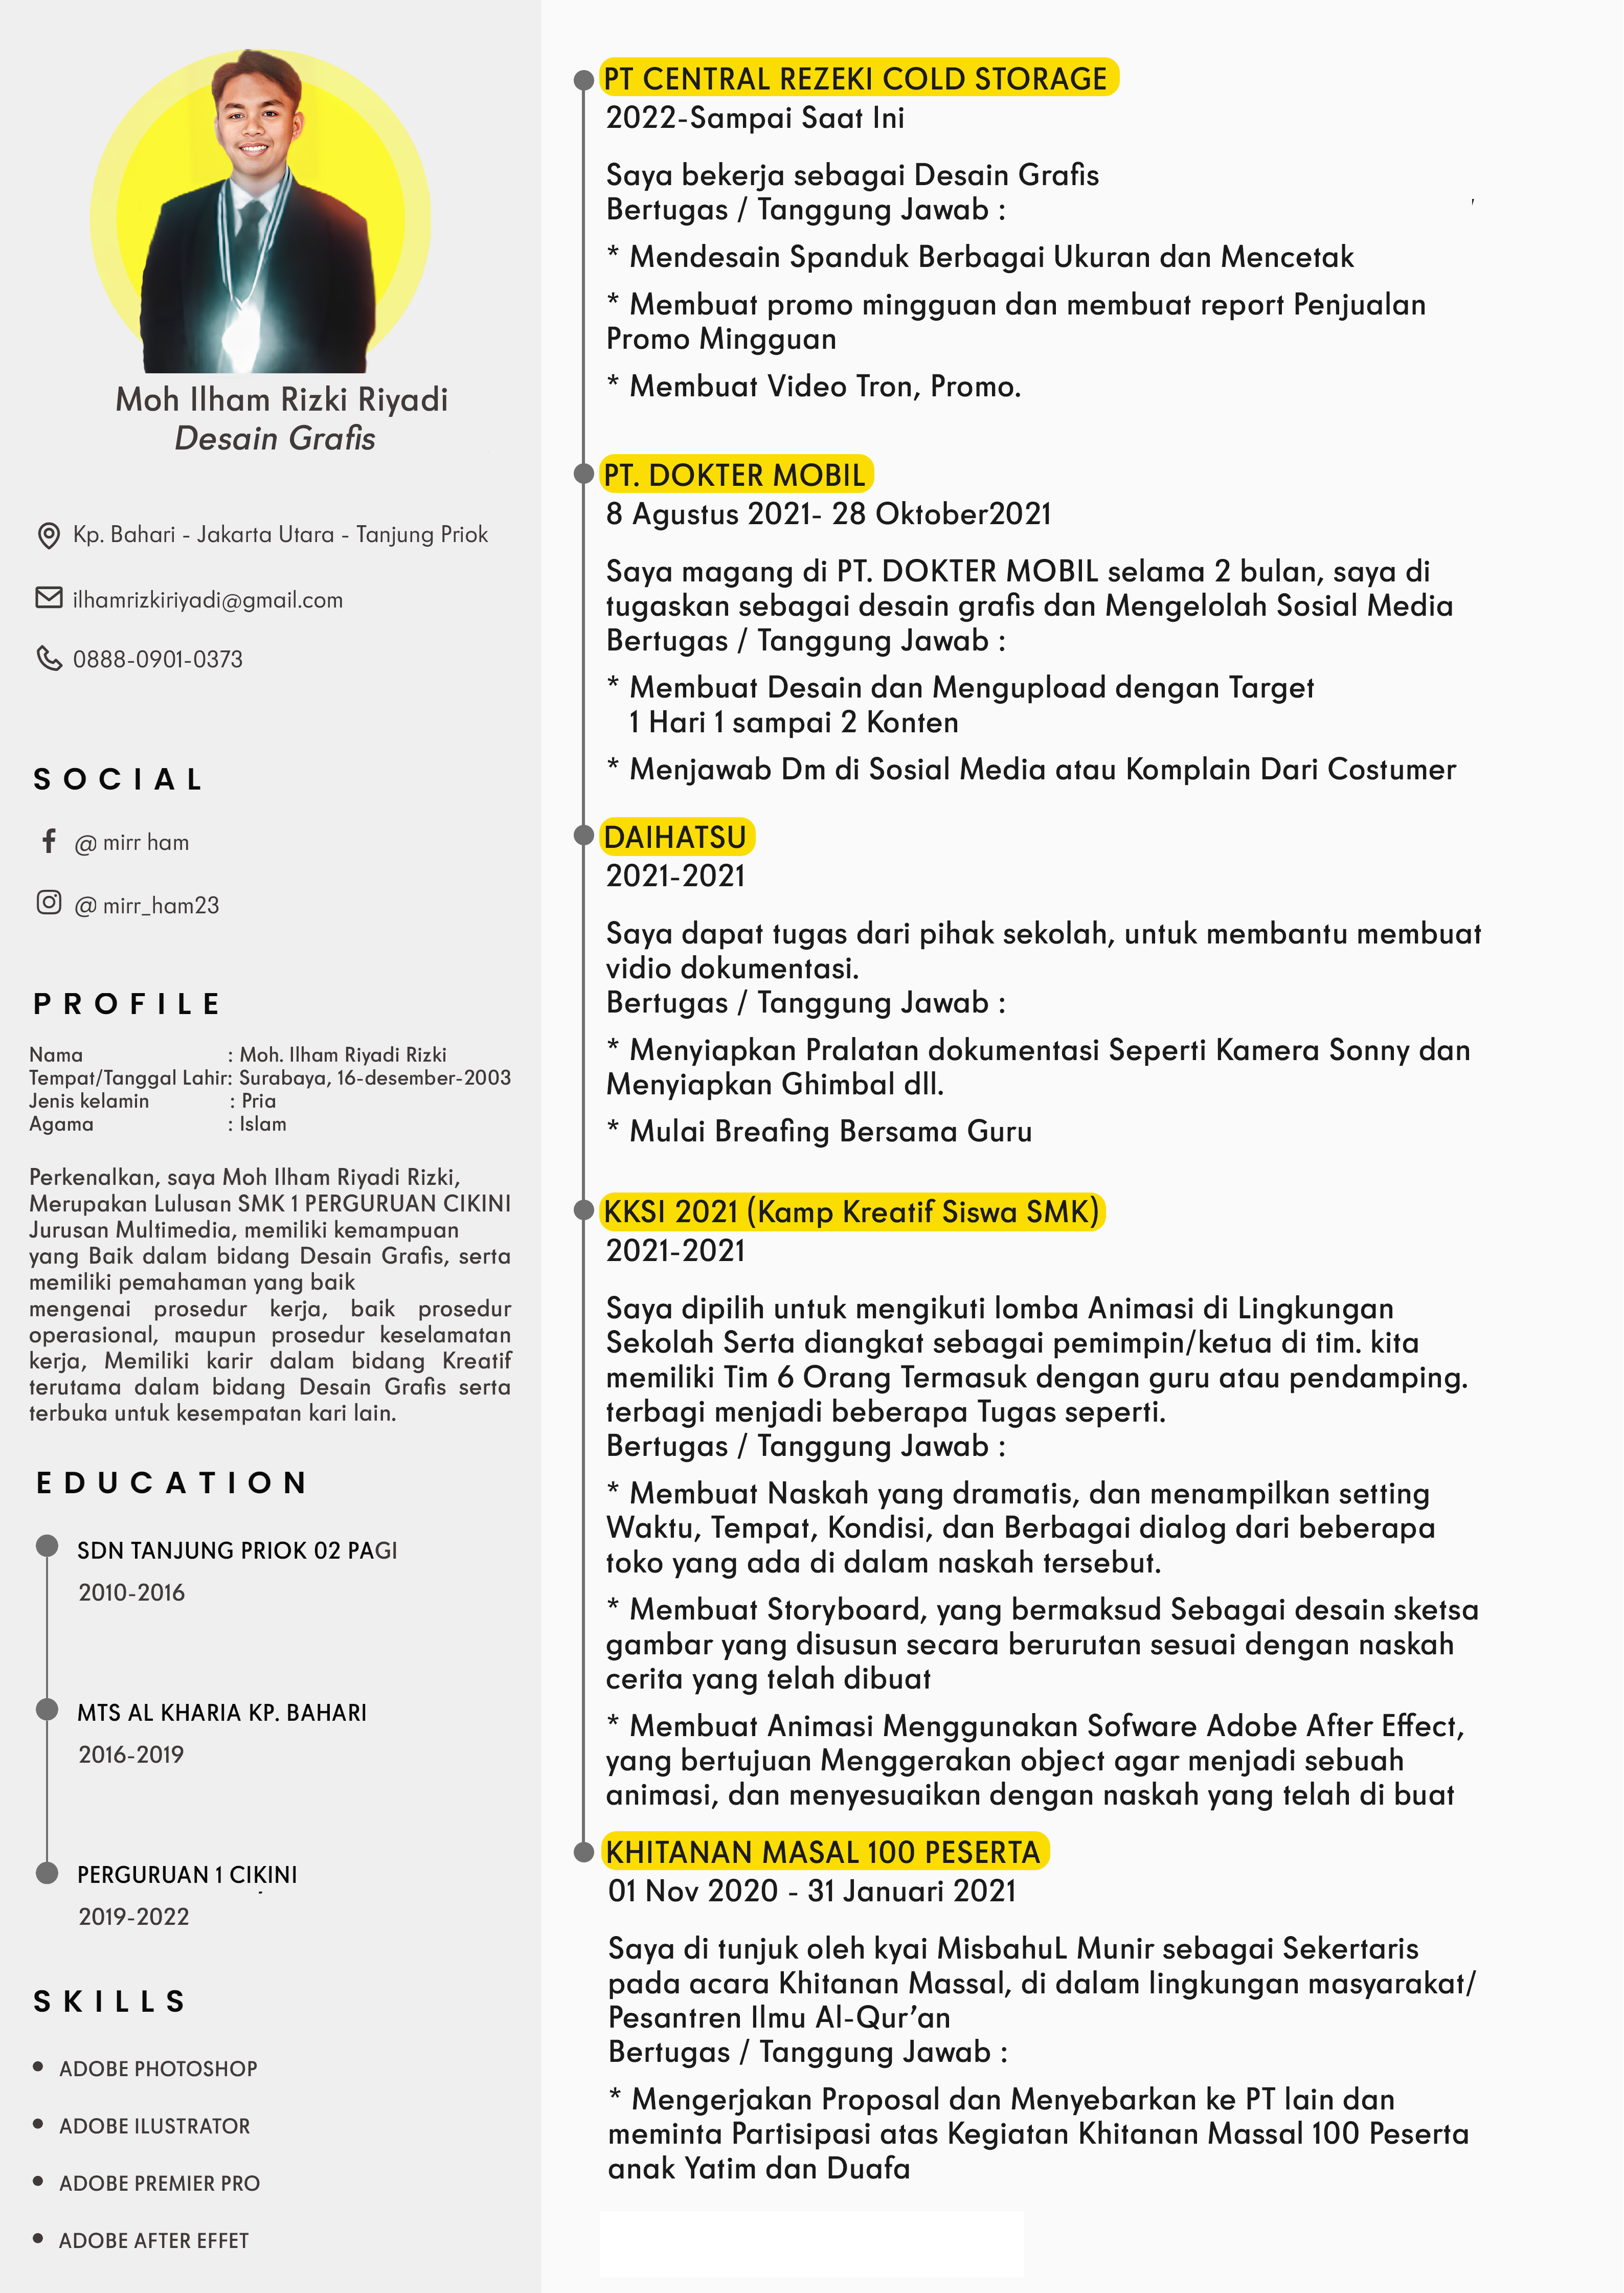 Moh Ilham Rizki Riyadi
Desain Grafis
Kp. Bahari - Jakarta Utara - Tanjung Priok
ilhamrizkiriyadi@gmail.com
0888-0901-0373
SOCIAL
@ mirr ham
@ mirr_ham23
PROFILE
Nama : Moh. Ilham Riyadi Rizki
Tempat/Tanggal Lahir: Surabaya, 16-desember-2003
Jenis kelamin : Pria
Agama : Islam
Perkenalkan, saya Moh Ilham Riyadi Rizki,
Merupakan Lulusan SMK 1 PERGURUAN CIKINI
Jurusan Multimedia, memiliki kemampuan
yang Baik dalam bidang Desain Grafis, serta
memiliki pemahaman yang baik
mengenai prosedur kerja, baik prosedur
operasional, maupun prosedur keselamatan
kerja, Memiliki karir dalam bidang Kreatif
terutama dalam bidang Desain Grafis serta
terbuka untuk kesempatan kari lain.
EDUCATION
SDN TANJUNG PRIOK 02 PAGI
2010-2016
MTS AL KHARIA KP. BAHARI
2016-2019
PERGURUAN 1 CIKINI
2019-2022
SKILLS
• ADOBE PHOTOSHOP
• ADOBE ILUSTRATOR
• ADOBE PREMIER PRO
• ADOBE AFTER EFFET
PT CENTRAL REZEKI COLD STORAGE
2022-Sampai Saat Ini
Saya bekerja sebagai Desain Grafis
Bertugas / Tanggung Jawab :
* Mendesain Spanduk Berbagai Ukuran dan Mencetak
* Membuat promo mingguan dan membuat report Penjualan
Promo Mingguan
* Membuat Video Tron, Promo.
PT. DOKTER MOBIL
8 Agustus 2021- 28 Oktober2021
Saya magang di PT. DOKTER MOBIL selama 2 bulan, saya di
tugaskan sebagai desain grafis dan Mengelolah Sosial Media
Bertugas / Tanggung Jawab :
* Membuat Desain dan Mengupload dengan Target
1 Hari 1 sampai 2 Konten
* Menjawab Dm di Sosial Media atau Komplain Dari Costumer
DAIHATSU
2021-2021
Saya dapat tugas dari pihak sekolah, untuk membantu membuat
vidio dokumentasi.
Bertugas / Tanggung Jawab :
* Menyiapkan Pralatan dokumentasi Seperti Kamera Sonny dan
Menyiapkan Ghimbal dll.
* Mulai Breafing Bersama Guru
KKSI 2021 (Kamp Kreatif Siswa SMK)
2021-2021
Saya dipilih untuk mengikuti lomba Animasi di Lingkungan
Sekolah Serta diangkat sebagai pemimpin/ketua di tim. kita
memiliki Tim 6 Orang Termasuk dengan guru atau pendamping.
terbagi menjadi beberapa Tugas seperti.
Bertugas / Tanggung Jawab :
* Membuat Naskah yang dramatis, dan menampilkan setting
Waktu, Tempat, Kondisi, dan Berbagai dialog dari beberapa
toko yang ada di dalam naskah tersebut.
* Membuat Storyboard, yang bermaksud Sebagai desain sketsa
gambar yang disusun secara berurutan sesuai dengan naskah
cerita yang telah dibuat
* Membuat Animasi Menggunakan Sofware Adobe After Effect,
yang bertujuan Menggerakan object agar menjadi sebuah
animasi, dan menyesuaikan dengan naskah yang telah di buat
KHITANAN MASAL 100 PESERTA
01 Nov 2020 - 31 Januari 2021
Saya di tunjuk oleh kyai MisbahuL Munir sebagai Sekertaris
pada acara Khitanan Massal, di dalam lingkungan masyarakat/
Pesantren Ilmu Al-Qur’an
Bertugas / Tanggung Jawab :
* Mengerjakan Proposal dan Menyebarkan ke PT lain dan
meminta Partisipasi atas Kegiatan Khitanan Massal 100 Peserta
anak Yatim dan Duafa